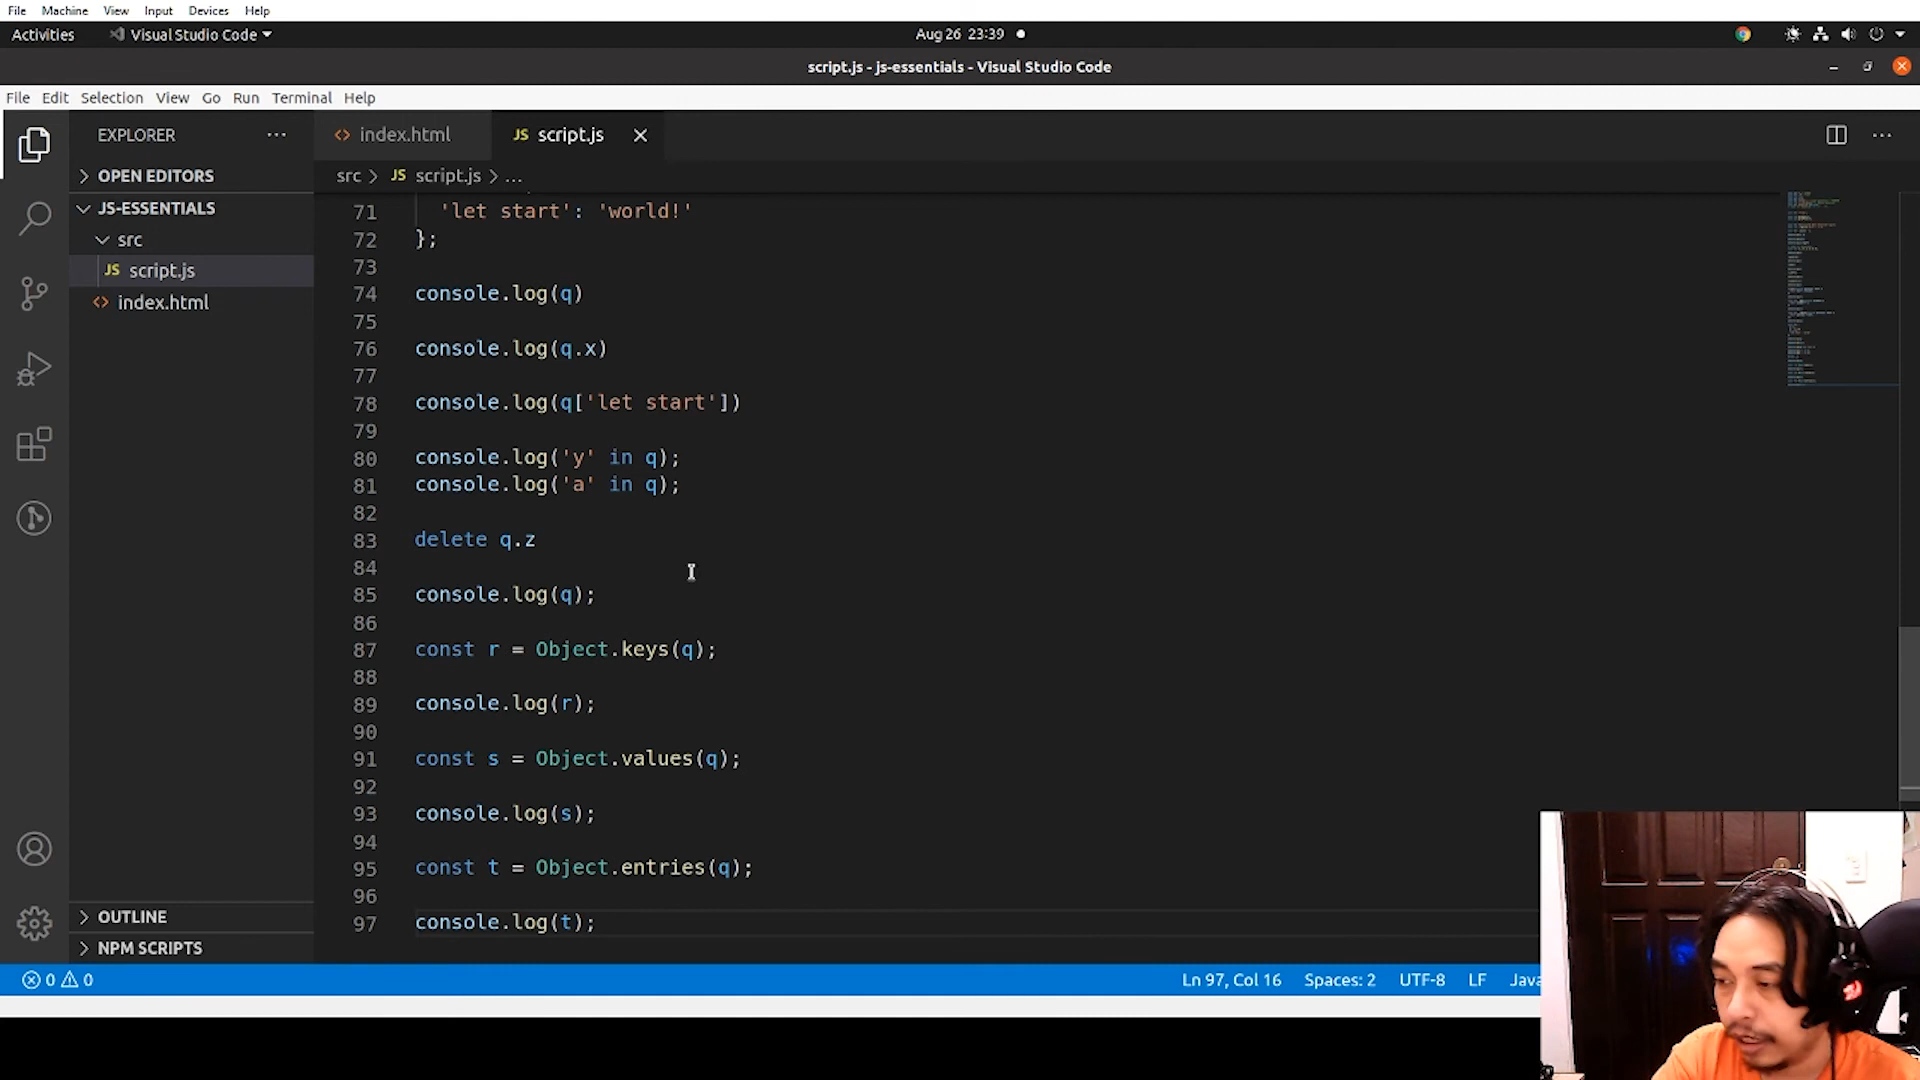 File Machine View Input Devices Help
Activities Visual Studio Code Aug 26 23:39
script.js - js-essentials - Visual Studio Code
File Edit Selection View Go Run Terminal Help
EXPLORER ...
OPEN EDITORS
JS-ESSENTIALS
src
JS script.js
<> index.html
OUTLINE
NPM SCRIPTS
<> index.html JS script.js
src > JS script.js > ...
71 'let start': 'world!'
72 };
73
74 console.log(q)
75
76 console.log(q.x)
77
78 console.log(q['let start'])
79
80 console.log('y' in q);
81 console.log('a' in q);
82
83 delete q.z
84
85 console.log(q);
86
87 const r = Object.keys(q);
88
89 console.log(r);
90
91 const s = Object.values(q);
92
93 console.log(s);
94
95 const t = Object.entries(q);
96
97 console.log(t);
0 0 Ln 97, Col 16 Spaces: 2 UTF-8 LF Java